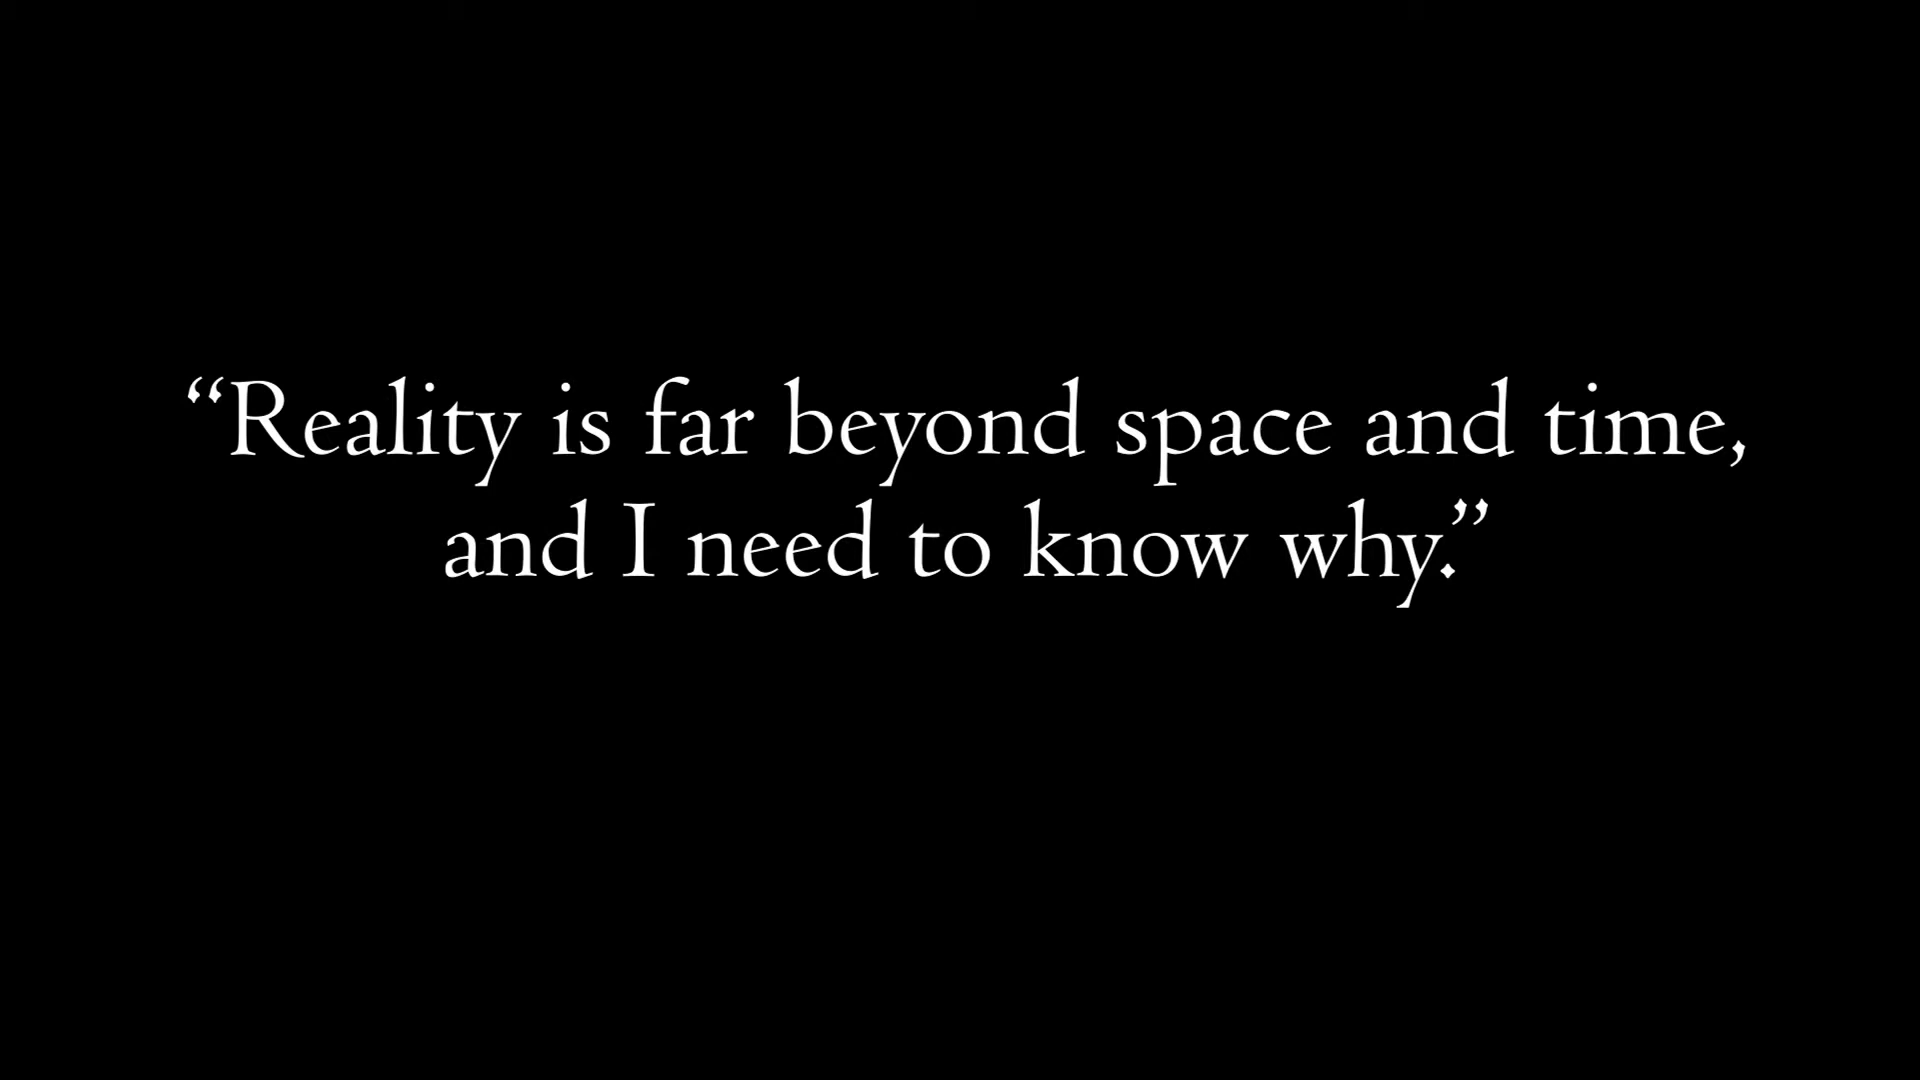 “Reality is far beyond space and time,
and I need to know why.”